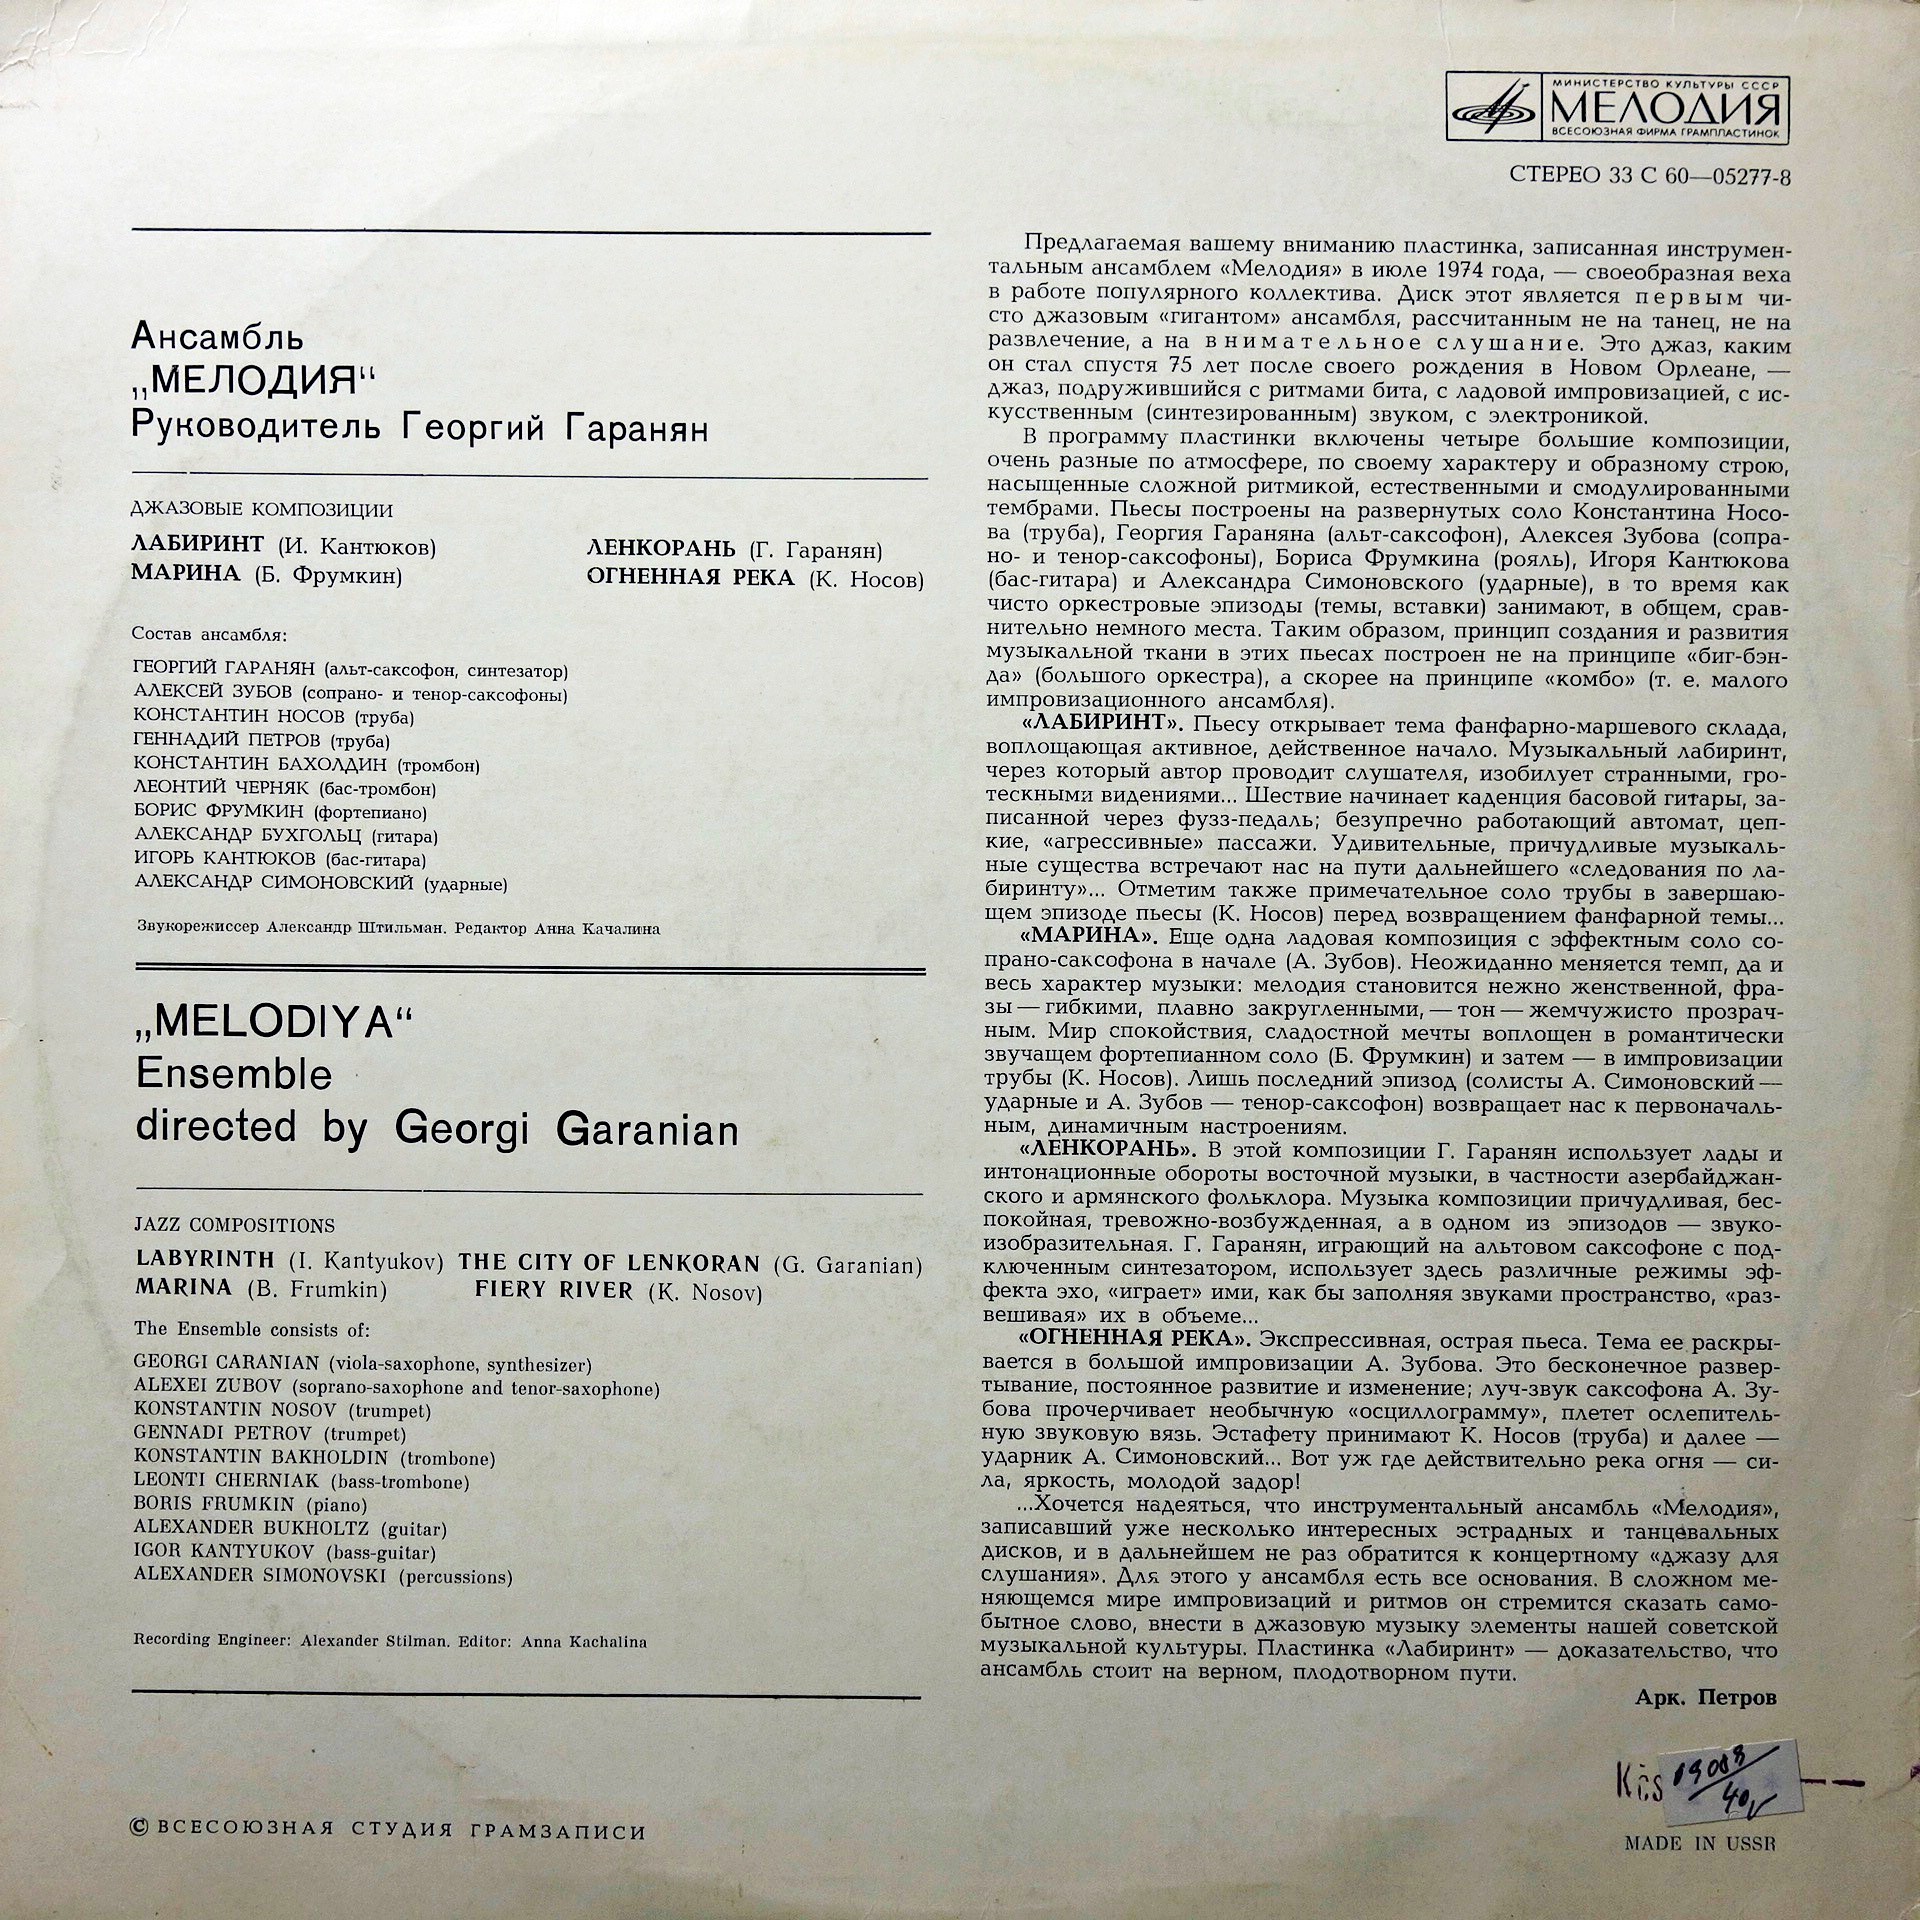 МИНИСТЕРСТВО КУЛЬТУРЫ СССР
МЕЛОДИЯ
ВСЕСОЮЗНАЯ ФИРМА ГРАМПЛАСТИНОК
СТЕРЕО 33 С 60—05277-8
Ансамбль
„МЕЛОДИЯ“
Руководитель Георгий Гаранян
ДЖАЗОВЫЕ КОМПОЗИЦИИ
ЛАБИРИНТ (И. Кантюков) ЛЕНКОРАНЬ (Г. Гаранян)
МАРИНА (Б. Фрумкин) ОГНЕННАЯ РЕКА (К. Носов)
Состав ансамбля:
ГЕОРГИЙ ГАРАНЯН (альт-саксофон, синтезатор)
АЛЕКСЕЙ ЗУБОВ (сопрано- и тенор-саксофоны)
КОНСТАНТИН НОСОВ (труба)
ГЕННАДИЙ ПЕТРОВ (труба)
КОНСТАНТИН БАХОЛДИН (тромбон)
ЛЕОНТИЙ ЧЕРНЯК (бас-тромбон)
БОРИС ФРУМКИН (фортепиано)
АЛЕКСАНДР БУХГОЛЬЦ (гитара)
ИГОРЬ КАНТЮКОВ (бас-гитара)
АЛЕКСАНДР СИМОНОВСКИЙ (ударные)
Звукорежиссер Александр Штильман. Редактор Анна Качалина
„MELODIYA“
Ensemble
directed by Georgi Garanian
JAZZ COMPOSITIONS
LABYRINTH (I. Kantyukov) THE CITY OF LENKORAN (G. Garanian)
MARINA (B. Frumkin) FIERY RIVER (K. Nosov)
The Ensemble consists of:
GEORGI CARANIAN (viola-saxophone, synthesizer)
ALEXEI ZUBOV (soprano-saxophone and tenor-saxophone)
KONSTANTIN NOSOV (trumpet)
GENNADI PETROV (trumpet)
KONSTANTIN BAKHOLDIN (trombone)
LEONTI CHERNIAK (bass-trombone)
BORIS FRUMKIN (piano)
ALEXANDER BUKHOLTZ (guitar)
IGOR KANTYUKOV (bass-guitar)
ALEXANDER SIMONOVSKI (percussions)
Recording Engineer: Alexander Stilman. Editor: Anna Kachalina
© ВСЕСОЮЗНАЯ СТУДИЯ ГРАМЗАПИСИ
Предлагаемая вашему вниманию пластинка, записанная инструмен-
тальным ансамблем «Мелодия» в июле 1974 года, — своеобразная веха
в работе популярного коллектива. Диск этот является первым чи-
сто джазовым «гигантом» ансамбля, рассчитанным не на танец, не на
развлечение, а на внимательное слушание. Это джаз, каким
он стал спустя 75 лет после своего рождения в Новом Орлеане, —
джаз, подружившийся с ритмами бита, с ладовой импровизацией, с ис-
кусственным (синтезированным) звуком, с электроникой.
В программу пластинки включены четыре большие композиции,
очень разные по атмосфере, по своему характеру и образному строю,
насыщенные сложной ритмикой, естественными и смодулированными
тембрами. Пьесы построены на развернутых соло Константина Носо-
ва (труба), Георгия Гараняна (альт-саксофон), Алексея Зубова (сопра-
но- и тенор-саксофоны), Бориса Фрумкина (рояль), Игоря Кантюкова
(бас-гитара) и Александра Симоновского (ударные), в то время как
чисто оркестровые эпизоды (темы, вставки) занимают, в общем, срав-
нительно немного места. Таким образом, принцип создания и развития
музыкальной ткани в этих пьесах построен не на принципе «биг-бэн-
да» (большого оркестра), а скорее на принципе «комбо» (т. е. малого
импровизационного ансамбля).
«ЛАБИРИНТ». Пьесу открывает тема фанфарно-маршевого склада,
воплощающая активное, действенное начало. Музыкальный лабиринт,
через который автор проводит слушателя, изобилует странными, гро-
тескными видениями... Шествие начинает каденция басовой гитары, за-
писанной через фузз-педаль; безупречно работающий автомат, цеп-
кие, «агрессивные» пассажи. Удивительные, причудливые музыкаль-
ные существа встречают нас на пути дальнейшего «следования по ла-
биринту»... Отметим также примечательное соло трубы в завершаю-
щем эпизоде пьесы (К. Носов) перед возвращением фанфарной темы...
«МАРИНА». Еще одна ладовая композиция с эффектным соло со-
прано-саксофона в начале (А. Зубов). Неожиданно меняется темп, да и
весь характер музыки: мелодия становится нежно женственной, фра-
зы — гибкими, плавно закругленными, — тон — жемчужисто прозрач-
ным. Мир спокойствия, сладостной мечты воплощен в романтически
звучащем фортепианном соло (Б. Фрумкин) и затем — в импровизации
трубы (К. Носов). Лишь последний эпизод (солисты А. Симоновский —
ударные и А. Зубов — тенор-саксофон) возвращает нас к первоначаль-
ным, динамичным настроениям.
«ЛЕНКОРАНЬ». В этой композиции Г. Гаранян использует лады и
интонационные обороты восточной музыки, в частности азербайджан-
ского и армянского фольклора. Музыка композиции причудливая, бес-
покойная, тревожно-возбужденная, а в одном из эпизодов — звуко-
изобразительная. Г. Гаранян, играющий на альтовом саксофоне с под-
ключенным синтезатором, использует здесь различные режимы эф-
фекта эхо, «играет» ими, как бы заполняя звуками пространство, «раз-
вешивая» их в объеме...
«ОГНЕННАЯ РЕКА». Экспрессивная, острая пьеса. Тема ее раскры-
вается в большой импровизации А. Зубова. Это бесконечное развер-
тывание, постоянное развитие и изменение; луч-звук саксофона А. Зу-
бова прочерчивает необычную «осциллограмму», плетет ослепитель-
ную звуковую вязь. Эстафету принимают К. Носов (труба) и далее —
ударник А. Симоновский... Вот уж где действительно река огня — си-
ла, яркость, молодой задор!
...Хочется надеяться, что инструментальный ансамбль «Мелодия»,
записавший уже несколько интересных эстрадных и танцевальных
дисков, и в дальнейшем не раз обратится к концертному «джазу для
слушания». Для этого у ансамбля есть все основания. В сложном ме-
няющемся мире импровизаций и ритмов он стремится сказать само-
бытное слово, внести в джазовую музыку элементы нашей советской
музыкальной культуры. Пластинка «Лабиринт» — доказательство, что
ансамбль стоит на верном, плодотворном пути.
Арк. Петров
Kčs
MADE IN USSR